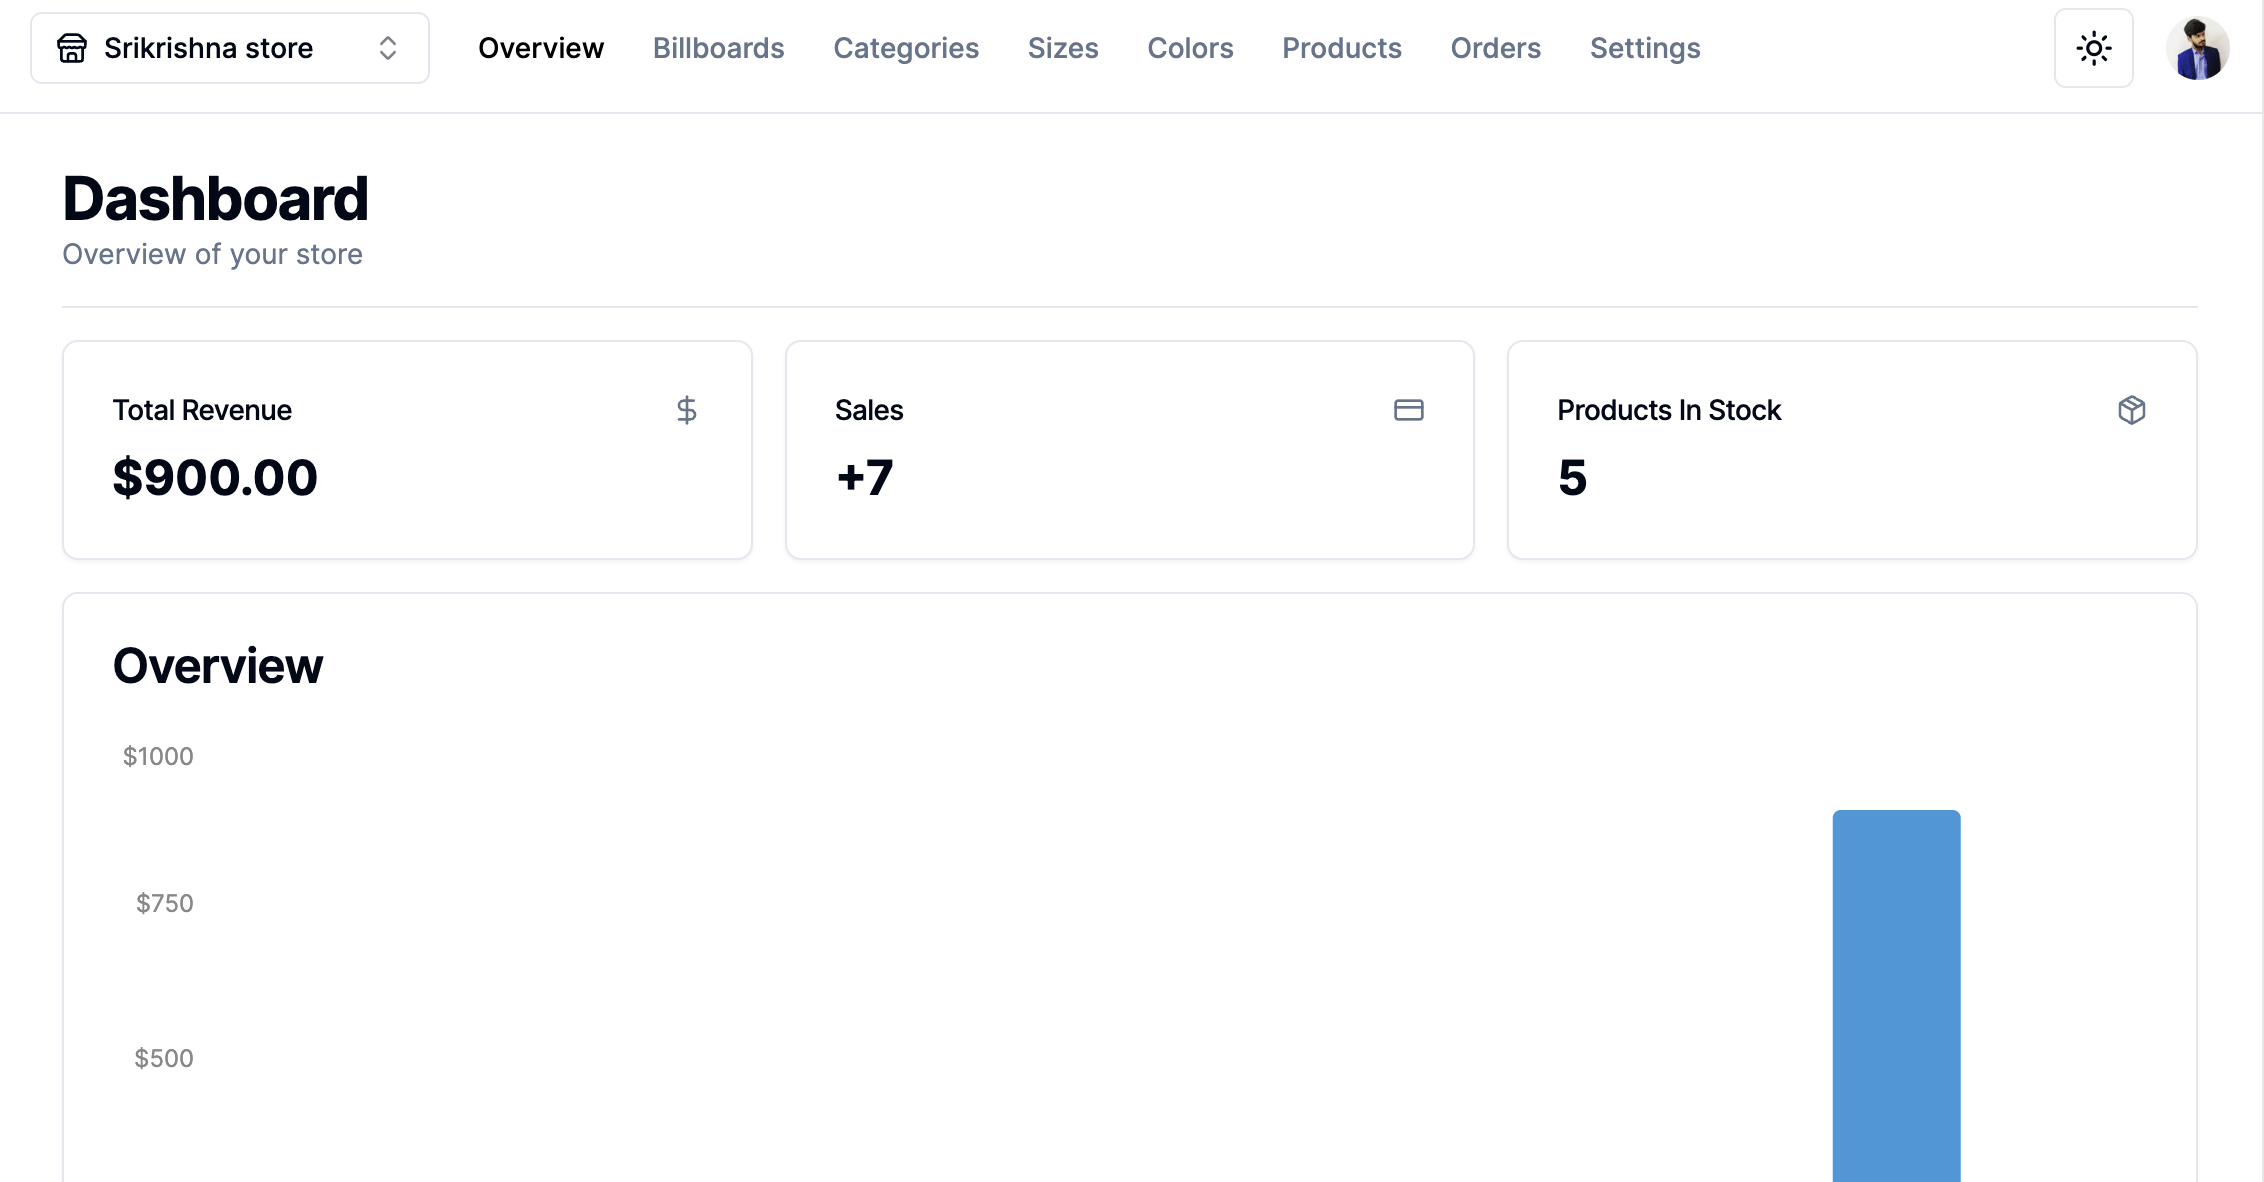 Srikrishna store Overview Billboards Categories Sizes Colors Products Orders Settings
Dashboard
Overview of your store
Total Revenue
$900.00
Sales
+7
Products In Stock
5
Overview
$1000
$750
$500